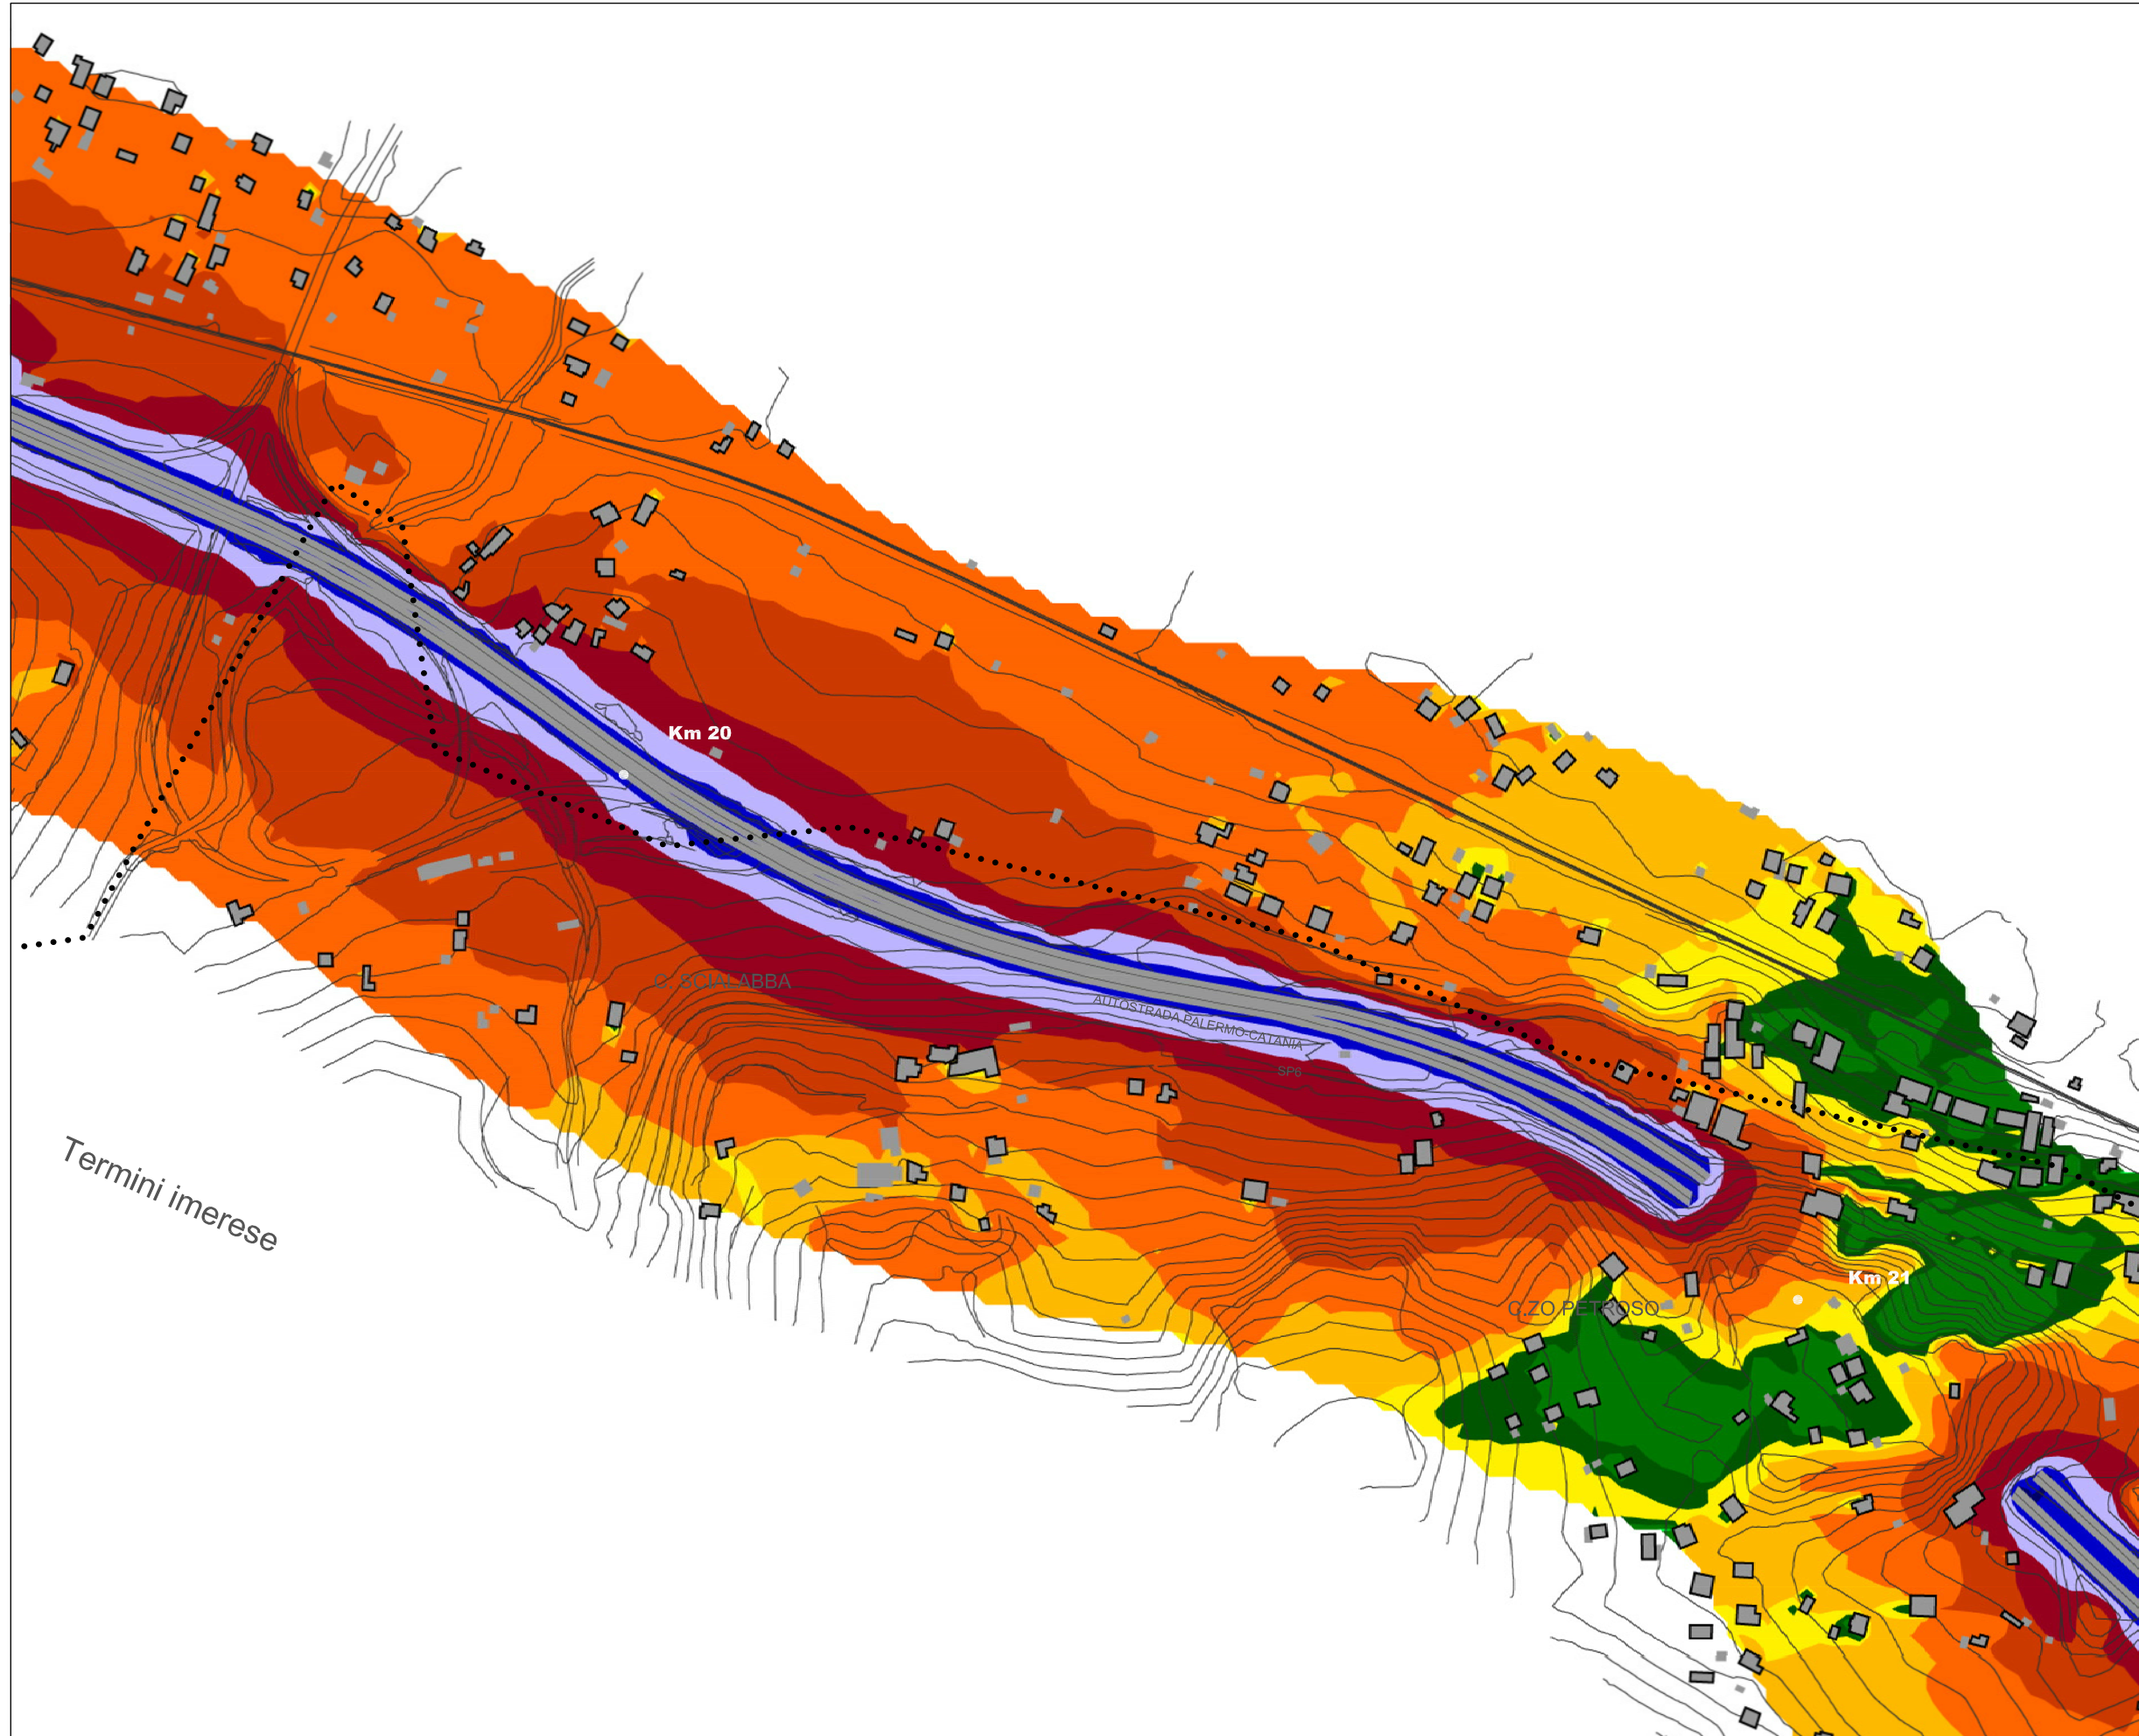 Km 20
C. SCIALABBA
AUTOSTRADA PALERMO-CATANIA
SP6
Termini imerese
Km 21
C.ZO PETROSO